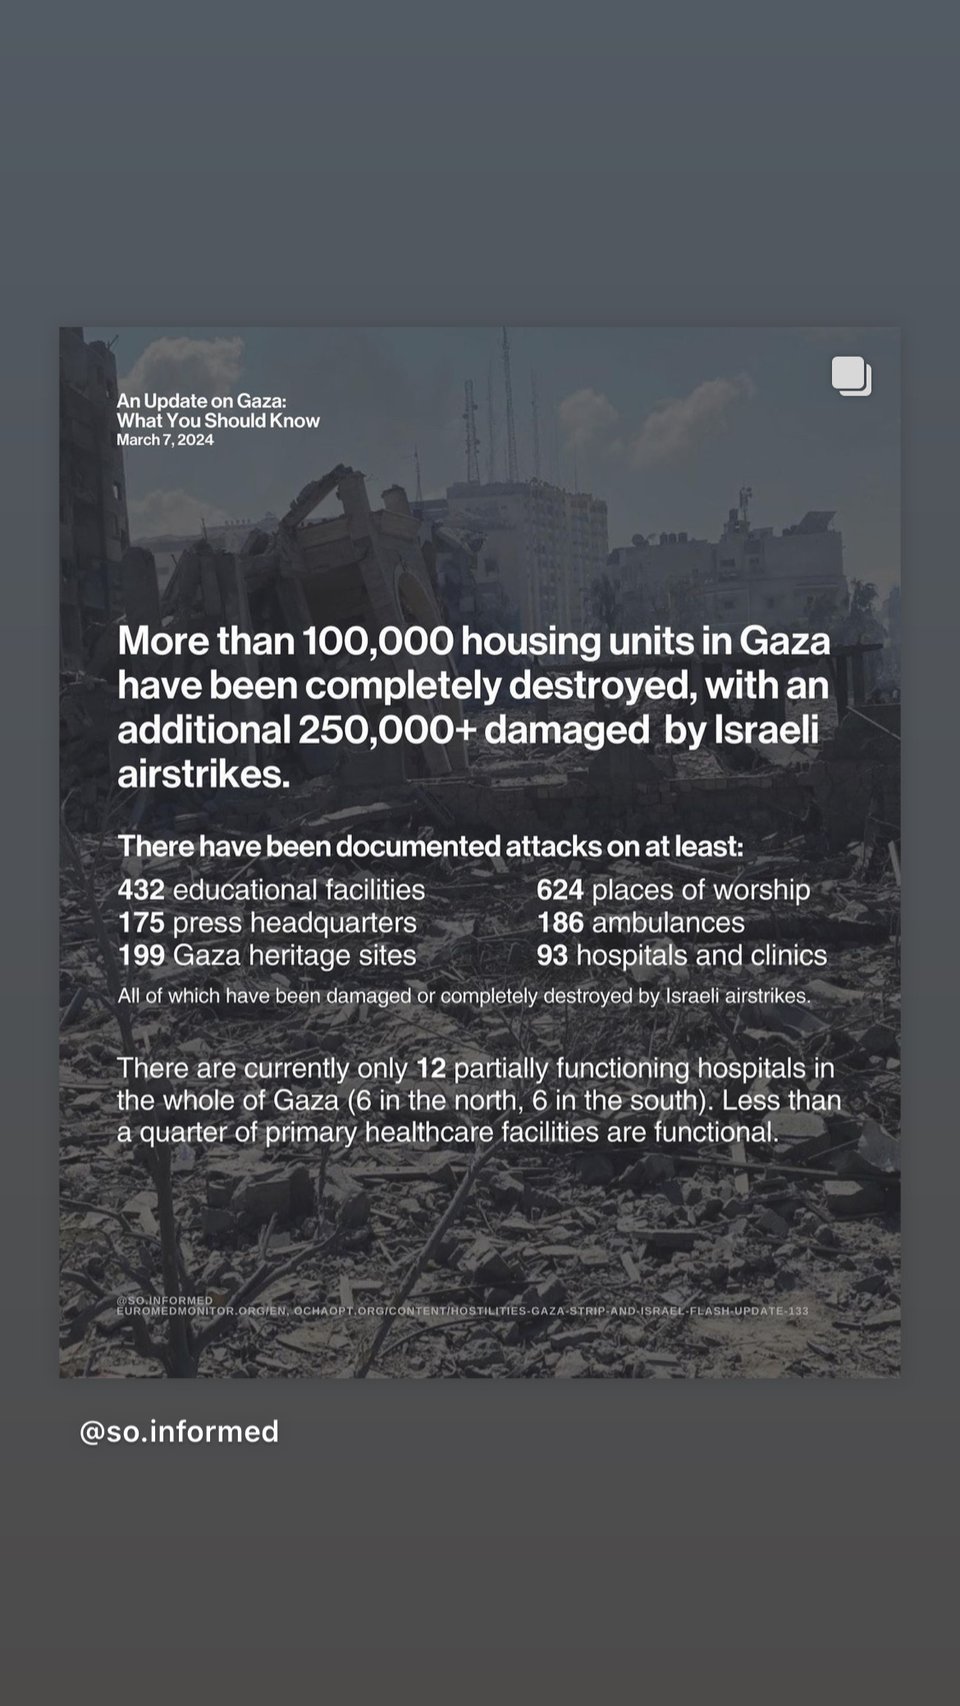 An Update on Gaza:
What You Should Know
March 7, 2024
More than 100,000 housing units in Gaza
have been completely destroyed, with an
additional 250,000+ damaged by Israeli
airstrikes.
There have been documented attacks on at least:
432 educational facilities
175 press headquarters
199 Gaza heritage sites
624 places of worship
186 ambulances
93 hospitals and clinics
All of which have been damaged or completely destroyed by Israeli airstrikes.
There are currently only 12 partially functioning hospitals in
the whole of Gaza (6 in the north, 6 in the south). Less than
a quarter of primary healthcare facilities are functional.
@SO.INFORMED
EUROMEDMONITOR.ORG/EN, OCHAOPT.ORG/CONTENT/HOSTILITIES-GAZA-STRIP-AND-ISRAEL-FLASH-UPDATE-133
@so.informed